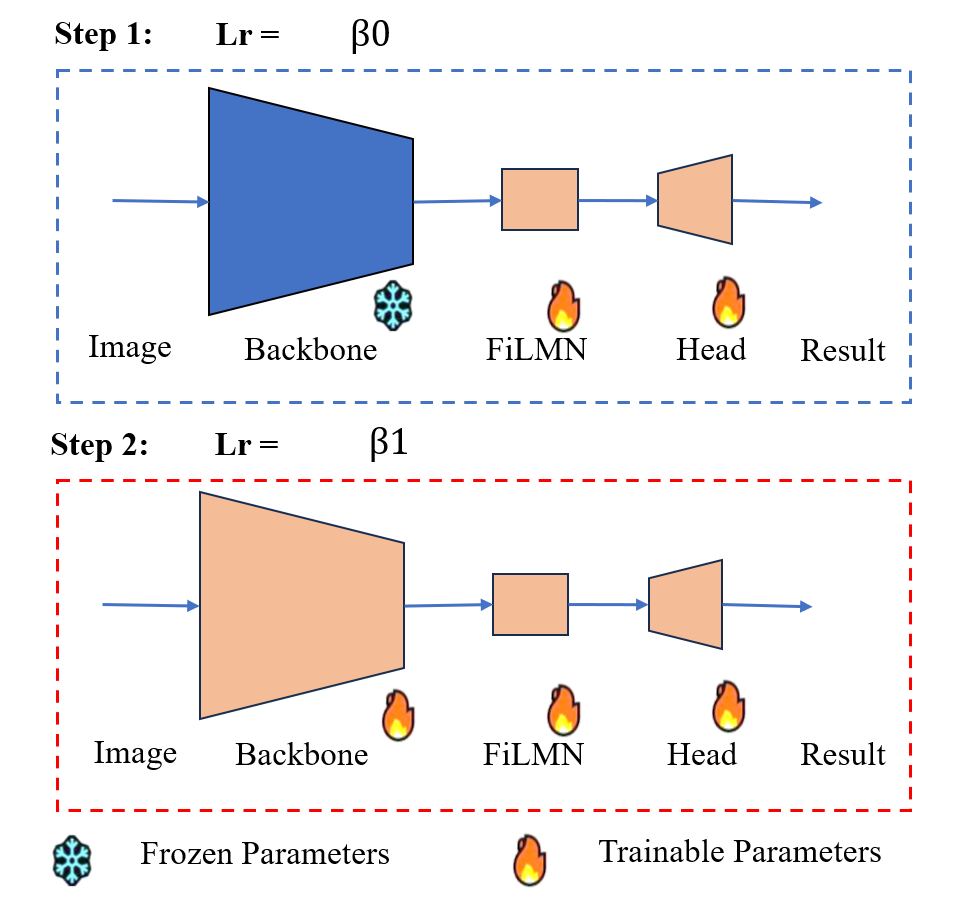 Step 1: Lr = β0
Image Backbone FiLMN Head Result
Step 2: Lr = β1
Image Backbone FiLMN Head Result
Frozen Parameters Trainable Parameters